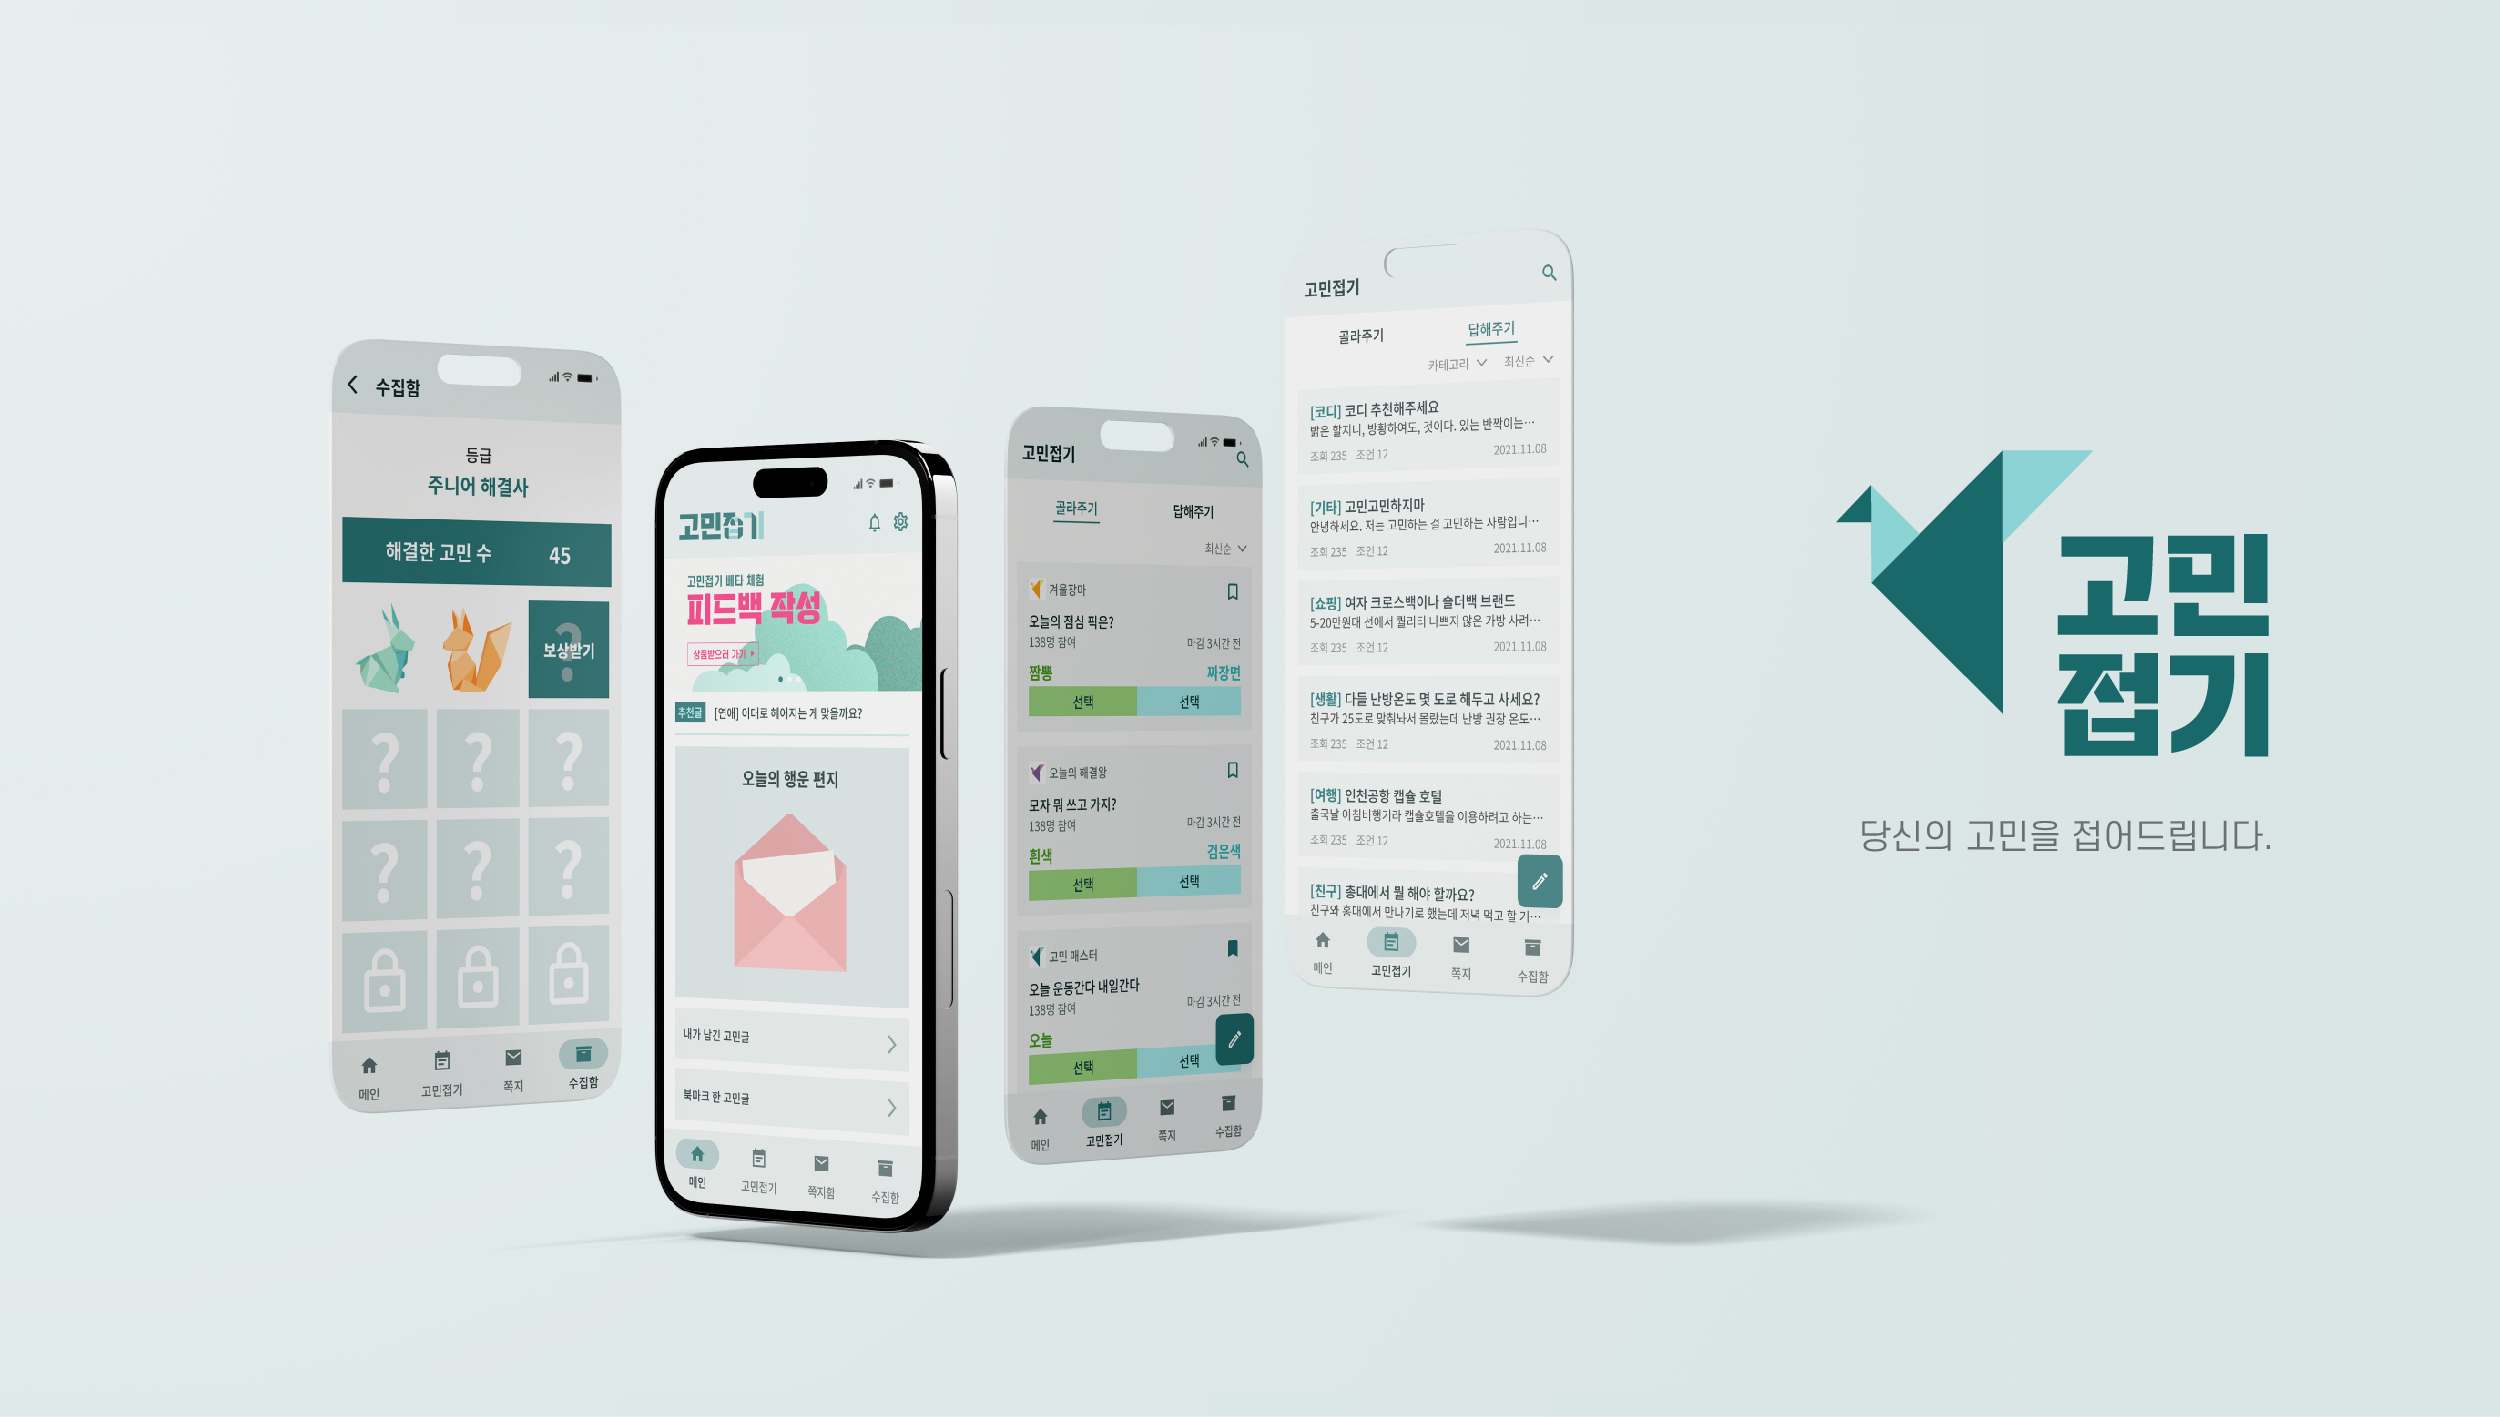 수집함
등급
주니어 해결사
해결한 고민 수 45
보상받기
메인 고민접기 쪽지 수집함
고민접기
고민접기 베타 체험
피드백 작성
상품받으러 가기
추천글 [연애] 이대로 헤어지는 게 맞을까요?
오늘의 행운 편지
내가 남긴 고민글
북마크 한 고민글
메인 고민접기 쪽지함 수집함
고민접기
골라주기 답해주기
최신순
겨울장마
오늘의 점심 픽은?
138명 참여 마감 3시간 전
짬뽕 짜장면
선택 선택
오늘의 해결왕
모자 뭐 쓰고 가지?
138명 참여 마감 3시간 전
흰색 검은색
선택 선택
고민 매스터
오늘 운동간다 내일간다
138명 참여 마감 3시간 전
오늘
선택 선택
메인 고민접기 쪽지 수집함
고민접기
골라주기 답해주기
카테고리 최신순
[코디] 코디 추천해주세요
밝은 할지니, 방황하여도, 것이다. 있는 반짝이는…
조회 235 조언 12 2021.11.08
[기타] 고민고민하지마
안녕하세요. 저는 고민하는 걸 고민하는 사람입니…
조회 235 조언 12 2021.11.08
[쇼핑] 여자 크로스백이나 숄더백 브랜드
5-20만원대 선에서 퀄리티 나쁘지 않은 가방 사려…
조회 235 조언 12 2021.11.08
[생활] 다들 난방온도 몇 도로 해두고 사세요?
친구가 25도로 맞춰놔서 몰랐는데 난방 권장 온도…
조회 235 조언 12 2021.11.08
[여행] 인천공항 캡슐 호텔
출국날 아침비행기라 캡슐호텔을 이용하려고 하는…
조회 235 조언 12 2021.11.08
[친구] 홍대에서 뭘 해야 할까요?
친구와 홍대에서 만나기로 했는데 저녁 먹고 할 기…
메인 고민접기 쪽지 수집함
고민
접기
당신의 고민을 접어드립니다.